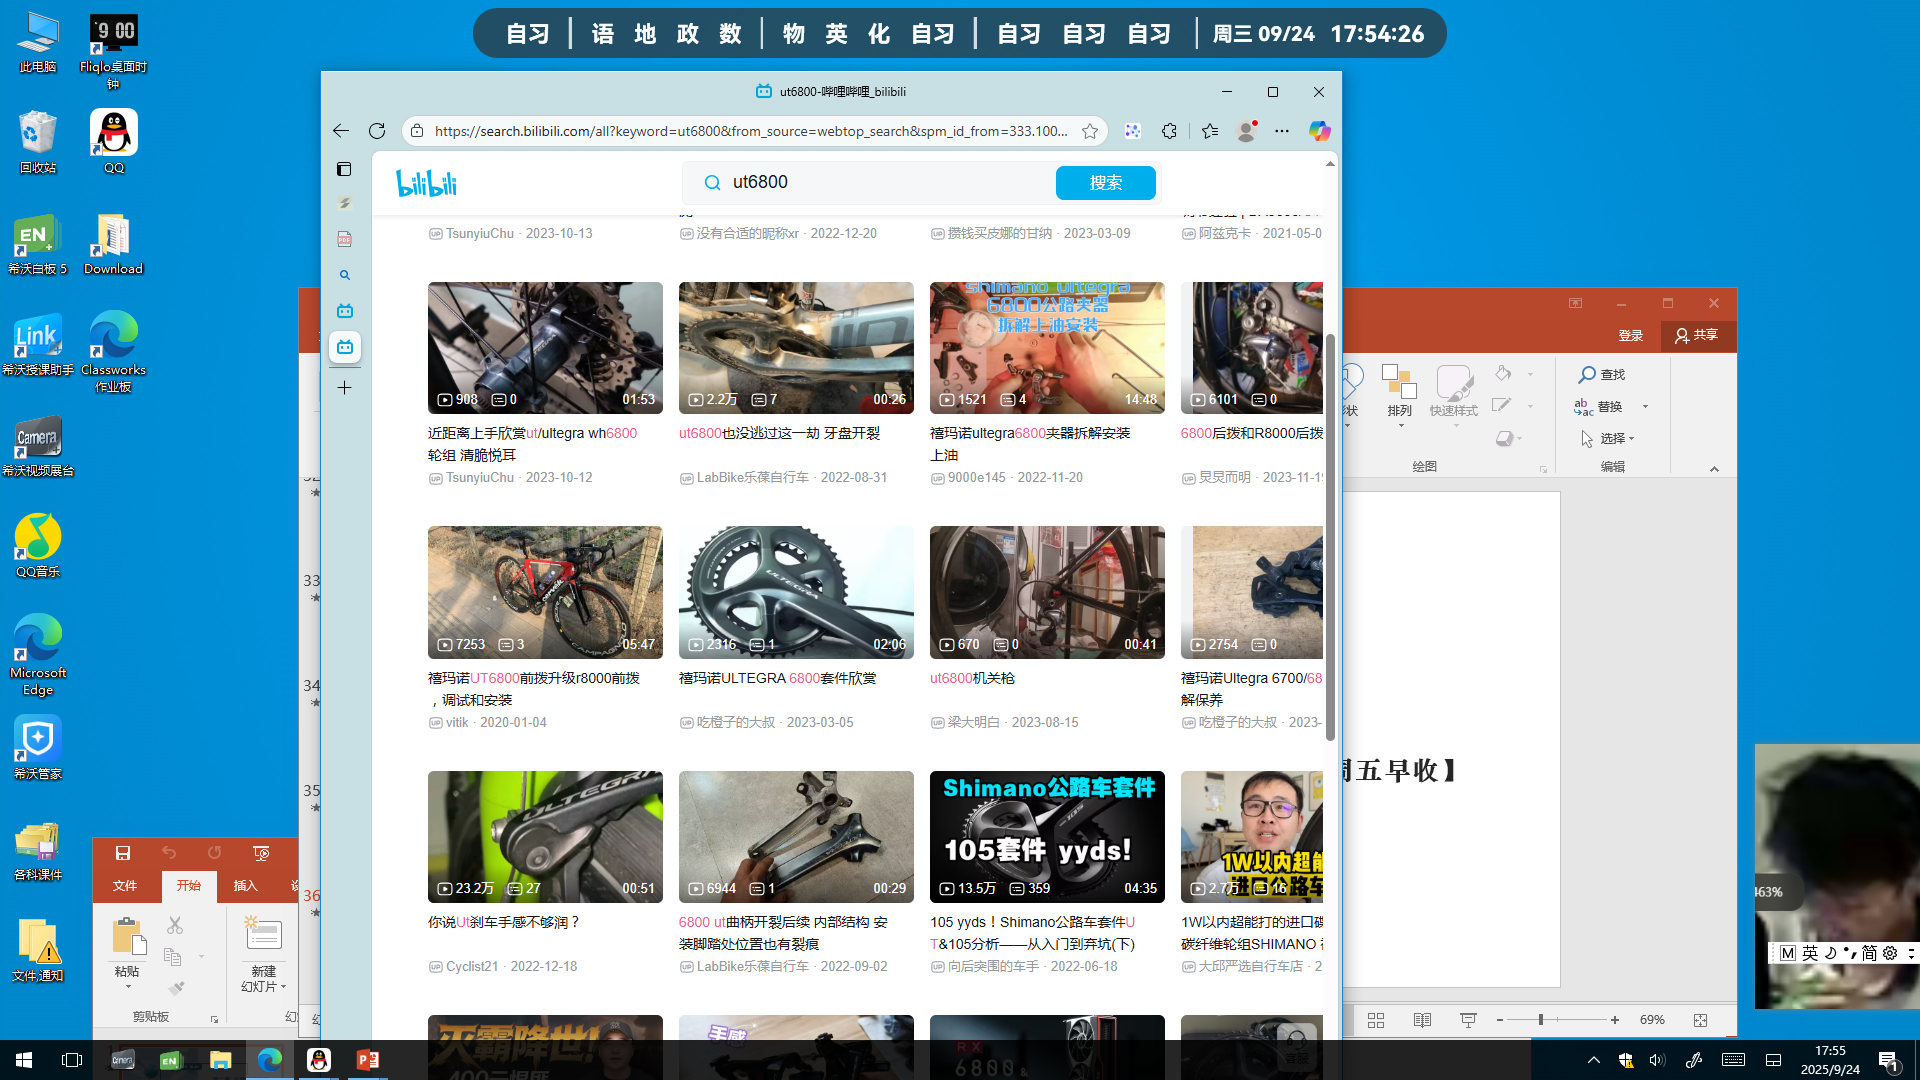 自习 | 语 地 政 数 | 物 英 化 自习 | 自习 自习 自习 | 周三 09/24 17:54:26
此电脑
Fliqlo桌面时钟
回收站
QQ
希沃白板 5
Download
希沃授课助手
Classworks作业板
希沃视频展台
QQ音乐
Microsoft Edge
希沃管家
各科课件
文件,通知
ut6800-哔哩哔哩_bilibili
https://search.bilibili.com/all?keyword=ut6800&from_source=webtop_search&spm_id_from=333.100...
bilibili
ut6800
搜索
TsunyiuChu · 2023-10-13
没有合适的昵称xr · 2022-12-20
攒钱买皮娜的甘纳 · 2023-03-09
阿兹克卡 · 2021-05-0
shimano ultegra
6800公路夹器
拆解上油安装
908 0 01:53
2.2万 7 00:26
1521 4 14:48
6101 0
近距离上手欣赏ut/ultegra wh6800
轮组 清脆悦耳
TsunyiuChu · 2023-10-12
ut6800也没逃过这一劫 牙盘开裂
LabBike乐葆自行车 · 2022-08-31
禧玛诺ultegra6800夹器拆解安装
上油
9000e145 · 2022-11-20
6800后拨和R8000后拨
炅炅而明 · 2023-11-1
7253 3 05:47
2316 1 02:06
670 0 00:41
2754 0
禧玛诺UT6800前拨升级r8000前拨
，调试和安装
vitik · 2020-01-04
禧玛诺ULTEGRA 6800套件欣赏
吃橙子的大叔 · 2023-03-05
ut6800机关枪
梁大明白 · 2023-08-15
禧玛诺Ultegra 6700/68
解保养
吃橙子的大叔 · 2023-
ULTEGRA
Shimano公路车套件
105套件 yyds!
1W以内超能
进口公路车
23.2万 27 00:51
6944 1 00:29
13.5万 359 04:35
2.7万 16
你说Ut刹车手感不够润？
Cyclist21 · 2022-12-18
6800 ut曲柄开裂后续 内部结构 安
装脚踏处位置也有裂痕
LabBike乐葆自行车 · 2022-09-02
105 yyds！Shimano公路车套件U
T&105分析——从入门到弃坑(下)
向后突围的车手 · 2022-06-18
1W以内超能打的进口碳
碳纤维轮组SHIMANO
大邱严选自行车店 · 2
灭霸降世!
手感
RX
6800
登录
共享
排列
快速样式
绘图
查找
替换
选择
编辑
周五早收】
69%
文件
开始
插入
粘贴
剪贴板
新建
幻灯片
33
34
35
36
463%
M 英 简
17:55
2025/9/24
1